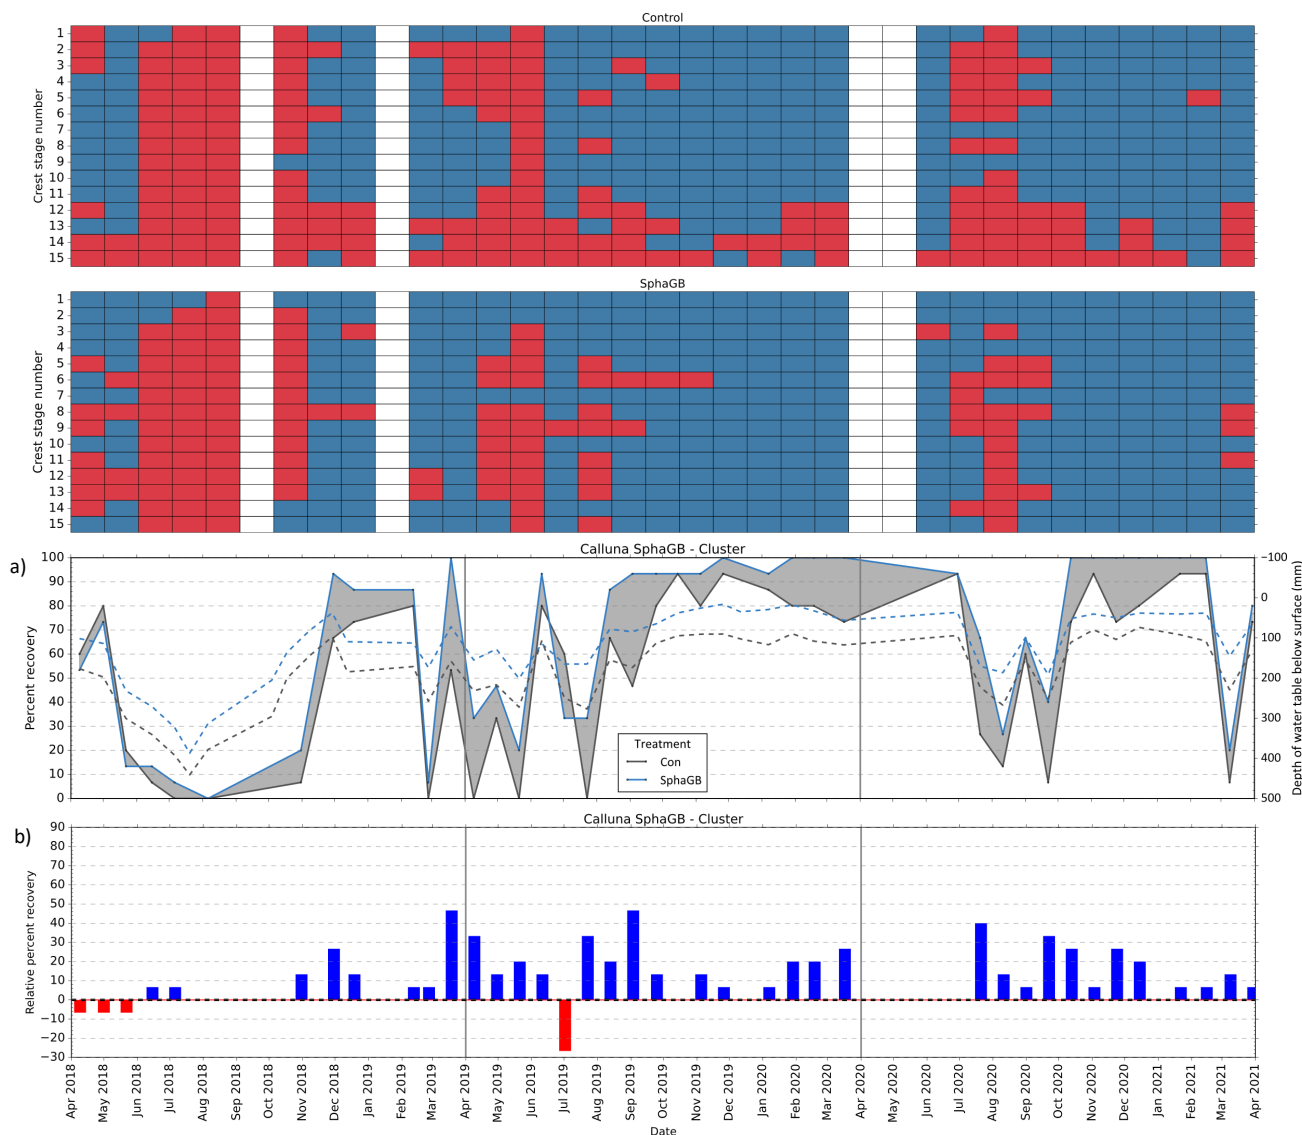 Control
Crest stage number
1
2
3
4
5
6
7
8
9
10
11
12
13
14
15
SphaGB
Crest stage number
1
2
3
4
5
6
7
8
9
10
11
12
13
14
15
a)
Calluna SphaGB - Cluster
Percent recovery
100
90
80
70
60
50
40
30
20
10
0
−100
0
100
200
300
400
500
Depth of water table below surface (mm)
Treatment
Con
SphaGB
b)
Calluna SphaGB - Cluster
Relative percent recovery
90
80
70
60
50
40
30
20
10
0
−10
−20
−30
Apr 2018
May 2018
Jun 2018
Jul 2018
Aug 2018
Sep 2018
Oct 2018
Nov 2018
Dec 2018
Jan 2019
Feb 2019
Mar 2019
Apr 2019
May 2019
Jun 2019
Jul 2019
Aug 2019
Sep 2019
Oct 2019
Nov 2019
Dec 2019
Jan 2020
Feb 2020
Mar 2020
Apr 2020
May 2020
Jun 2020
Jul 2020
Aug 2020
Sep 2020
Oct 2020
Nov 2020
Dec 2020
Jan 2021
Feb 2021
Mar 2021
Apr 2021
Date